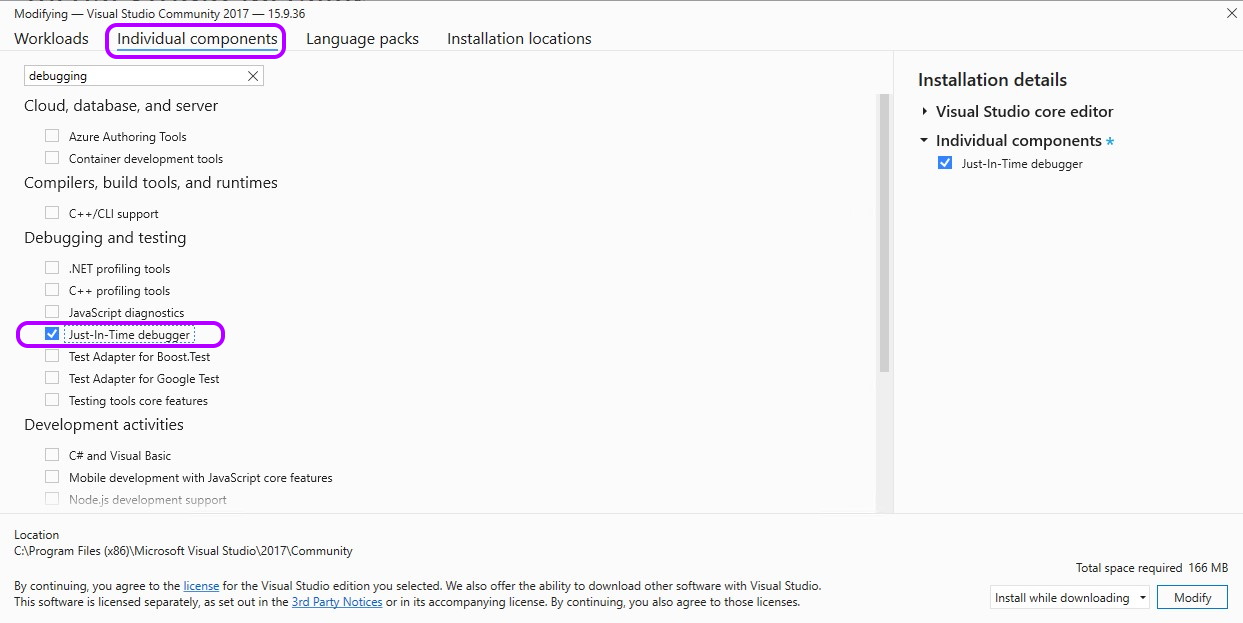 Modifying — Visual Studio Community 2017 — 15.9.36
Workloads Individual components Language packs Installation locations
debugging
Cloud, database, and server
Azure Authoring Tools
Container development tools
Compilers, build tools, and runtimes
C++/CLI support
Debugging and testing
.NET profiling tools
C++ profiling tools
JavaScript diagnostics
Just-In-Time debugger
Test Adapter for Boost.Test
Test Adapter for Google Test
Testing tools core features
Development activities
C# and Visual Basic
Mobile development with JavaScript core features
Node.js development support
Installation details
Visual Studio core editor
Individual components *
Just-In-Time debugger
Location
C:\Program Files (x86)\Microsoft Visual Studio\2017\Community
By continuing, you agree to the license for the Visual Studio edition you selected. We also offer the ability to download other software with Visual Studio.
This software is licensed separately, as set out in the 3rd Party Notices or in its accompanying license. By continuing, you also agree to those licenses.
Total space required 166 MB
Install while downloading Modify